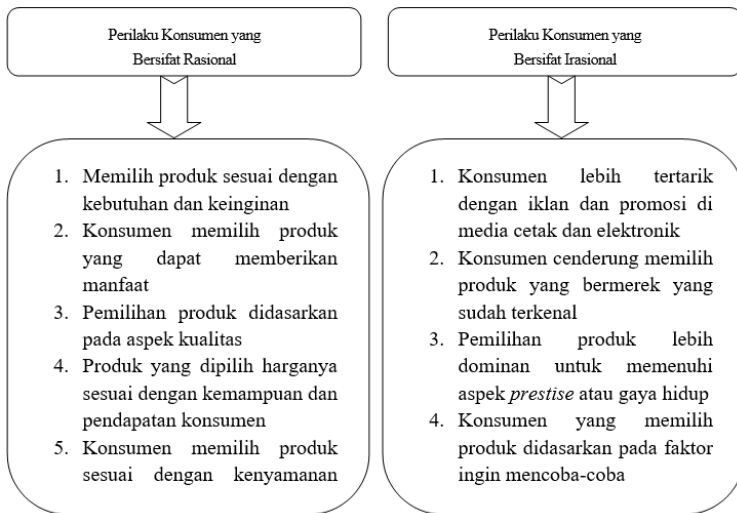 Perilaku Konsumen yang
Bersifat Rasional
1. Memilih produk sesuai dengan
kebutuhan dan keinginan
2. Konsumen memilih produk
yang dapat memberikan
manfaat
3. Pemilihan produk didasarkan
pada aspek kualitas
4. Produk yang dipilih harganya
sesuai dengan kemampuan dan
pendapatan konsumen
5. Konsumen memilih produk
sesuai dengan kenyamanan
Perilaku Konsumen yang
Bersifat Irasional
1. Konsumen lebih tertarik
dengan iklan dan promosi di
media cetak dan elektronik
2. Konsumen cenderung memilih
produk yang bermerek yang
sudah terkenal
3. Pemilihan produk lebih
dominan untuk memenuhi
aspek prestise atau gaya hidup
4. Konsumen yang memilih
produk didasarkan pada faktor
ingin mencoba-coba